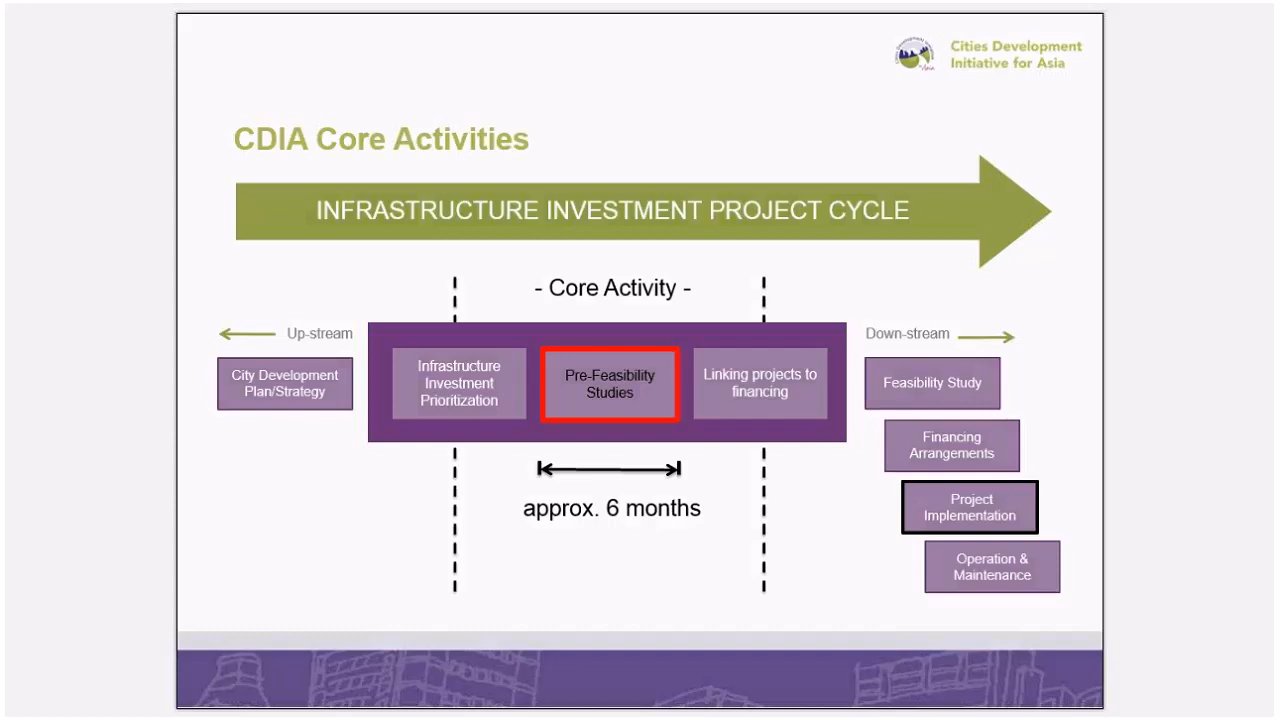 Cities Development
Initiative for Asia
CDIA Core Activities
INFRASTRUCTURE INVESTMENT PROJECT CYCLE
- Core Activity -
Up-stream
Down-stream
City Development
Plan/Strategy
Infrastructure
Investment
Prioritization
Pre-Feasibility
Studies
Linking projects to
financing
Feasibility Study
Financing
Arrangements
Project
Implementation
Operation &
Maintenance
approx. 6 months